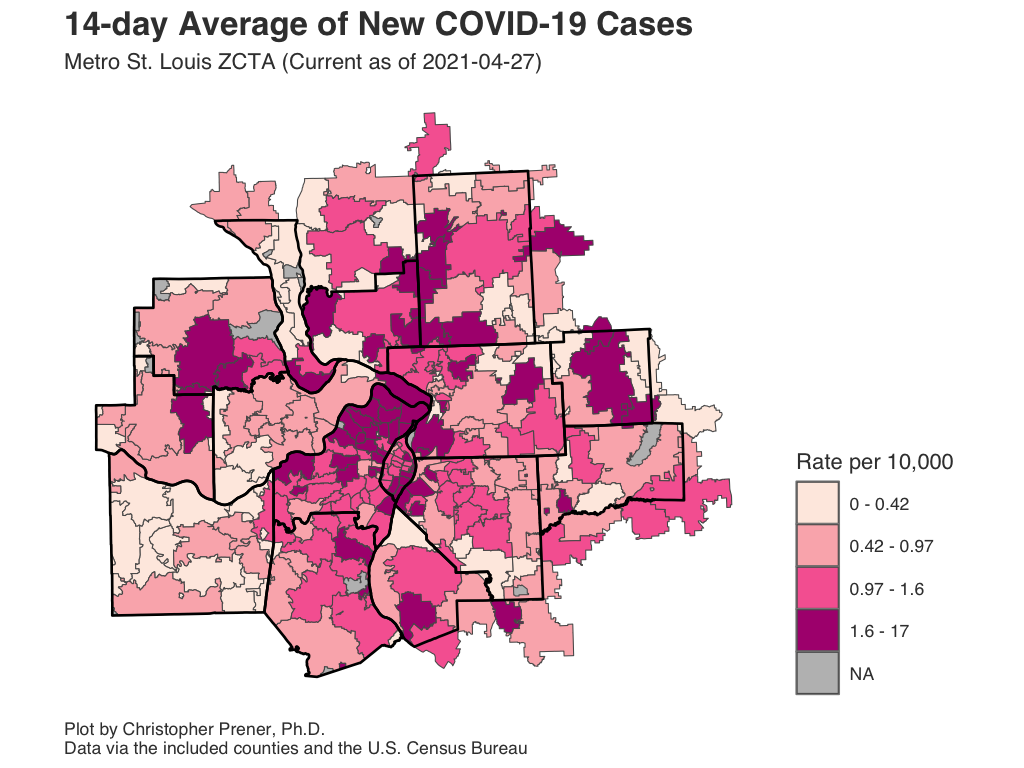 14-day Average of New COVID-19 Cases
Metro St. Louis ZCTA (Current as of 2021-04-27)
Rate per 10,000
0 - 0.42
0.42 - 0.97
0.97 - 1.6
1.6 - 17
NA
Plot by Christopher Prener, Ph.D.
Data via the included counties and the U.S. Census Bureau